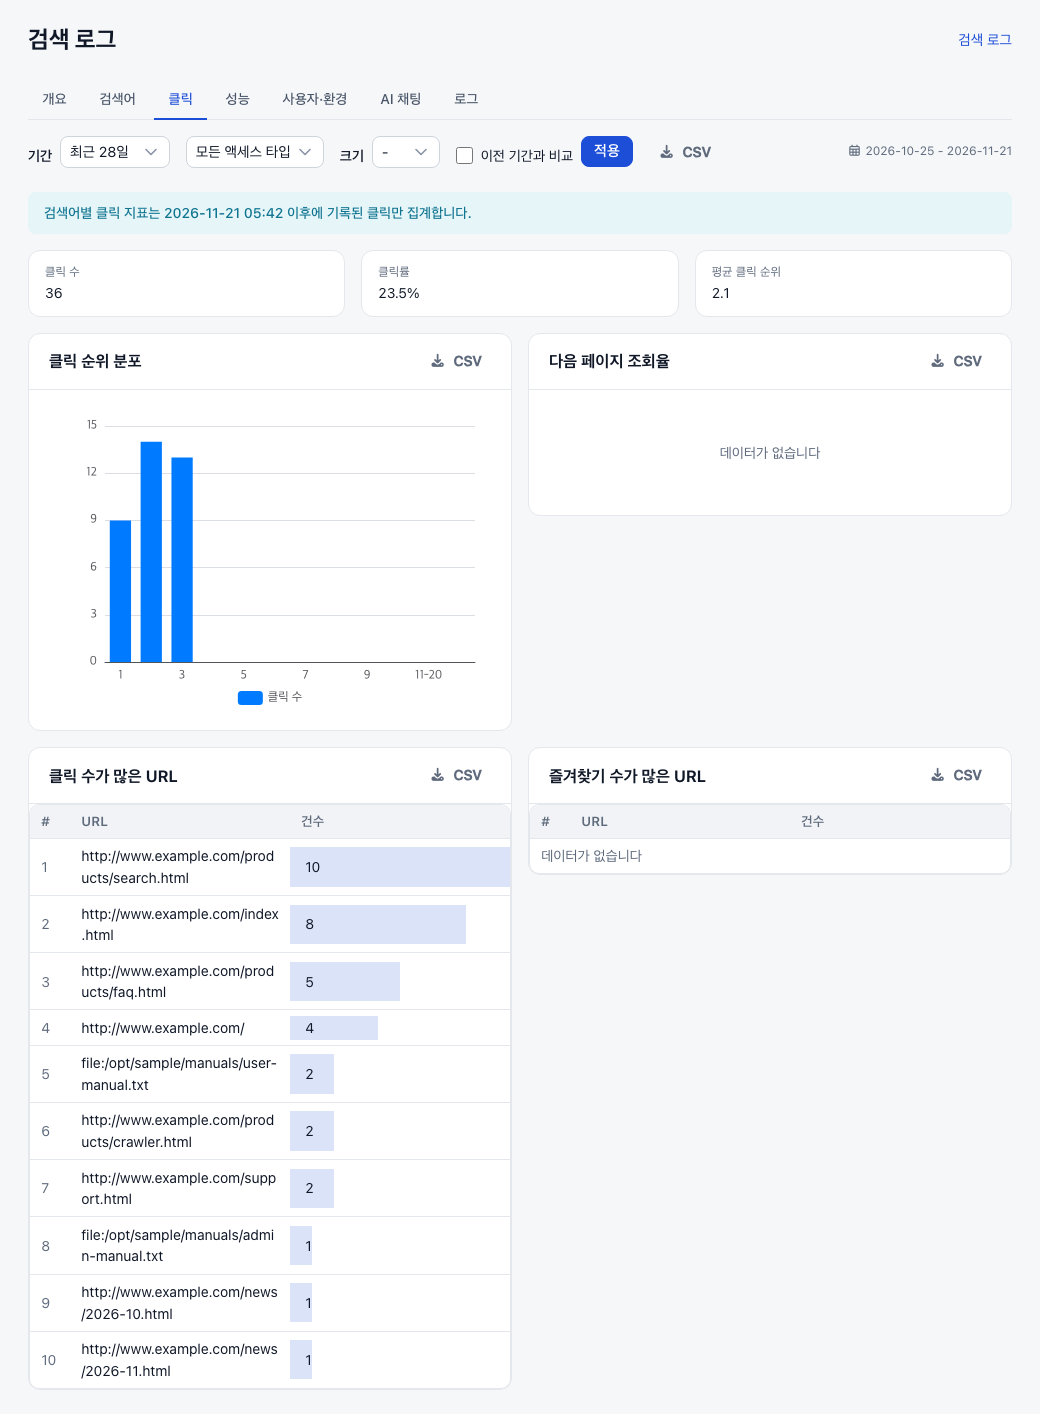 검색 로그
검색 로그
개요
검색어
클릭
성능
사용자·환경
AI 채팅
로그
기간
최근 28일
모든 액세스 타입
크기
-
이전 기간과 비교
적용
CSV
2026-10-25 - 2026-11-21
검색어별 클릭 지표는 2026-11-21 05:42 이후에 기록된 클릭만 집계합니다.
클릭 수
36
클릭률
23.5%
평균 클릭 순위
2.1
클릭 순위 분포
CSV
15
12
9
6
3
0
1
3
5
7
9
11-20
클릭 수
다음 페이지 조회율
CSV
데이터가 없습니다
클릭 수가 많은 URL
CSV
# URL 건수
1 http://www.example.com/prod
ucts/search.html 10
2 http://www.example.com/index
.html 8
3 http://www.example.com/prod
ucts/faq.html 5
4 http://www.example.com/ 4
5 file:/opt/sample/manuals/user-
manual.txt 2
6 http://www.example.com/prod
ucts/crawler.html 2
7 http://www.example.com/supp
ort.html 2
8 file:/opt/sample/manuals/admi
n-manual.txt 1
9 http://www.example.com/news
/2026-10.html 1
10 http://www.example.com/news
/2026-11.html 1
즐겨찾기 수가 많은 URL
CSV
# URL 건수
데이터가 없습니다